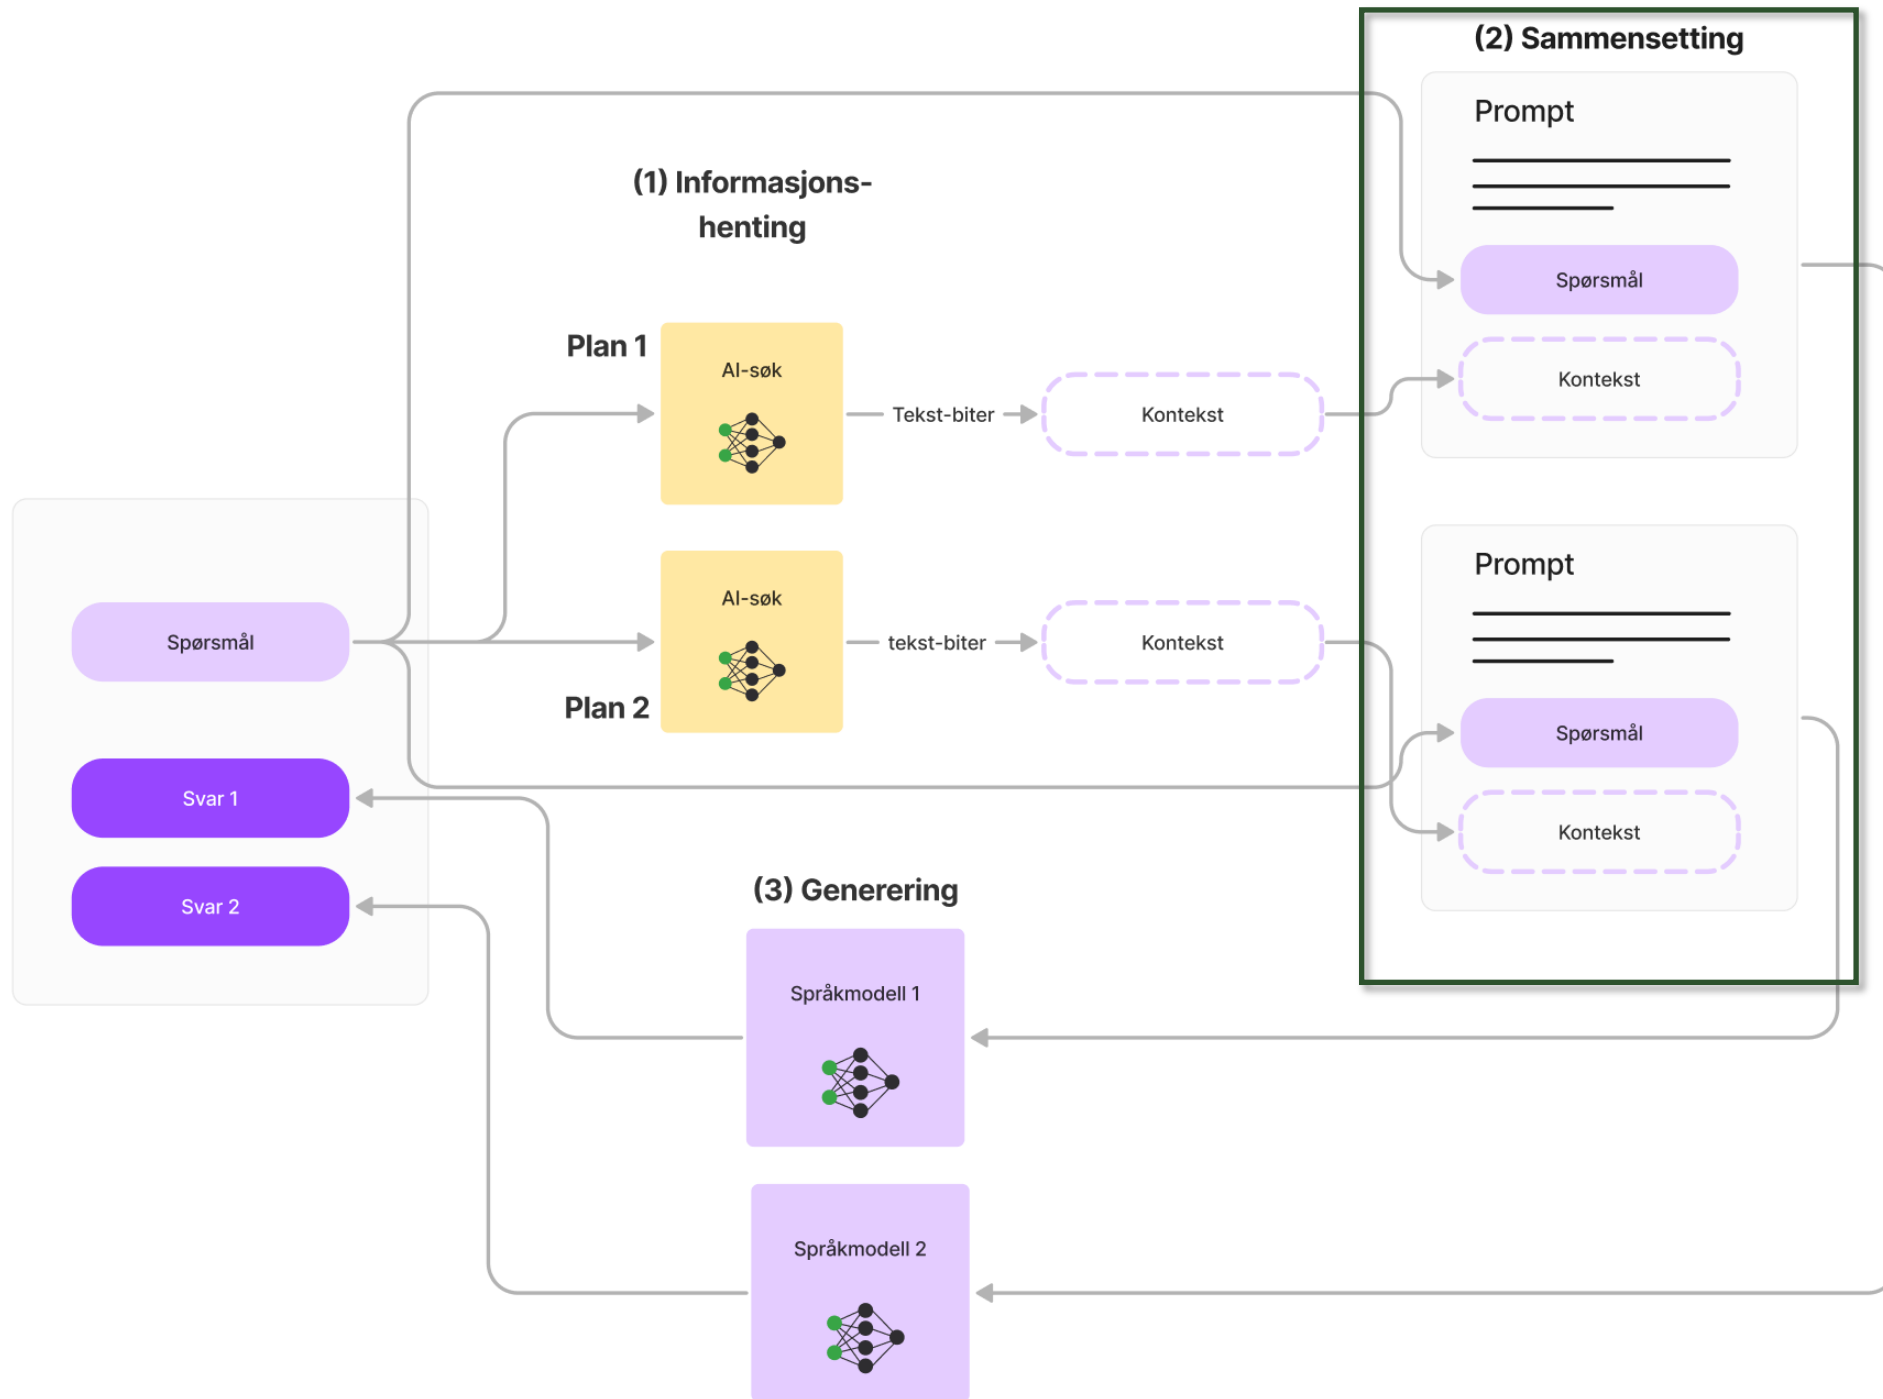 (2) Sammensetting
Prompt
(1) Informasjons-
henting
Spørsmål
Plan 1
AI-søk
Tekst-biter
Kontekst
Kontekst
Prompt
AI-søk
Spørsmål
tekst-biter
Kontekst
Plan 2
Spørsmål
Svar 1
Kontekst
Svar 2
(3) Generering
Språkmodell 1
Språkmodell 2